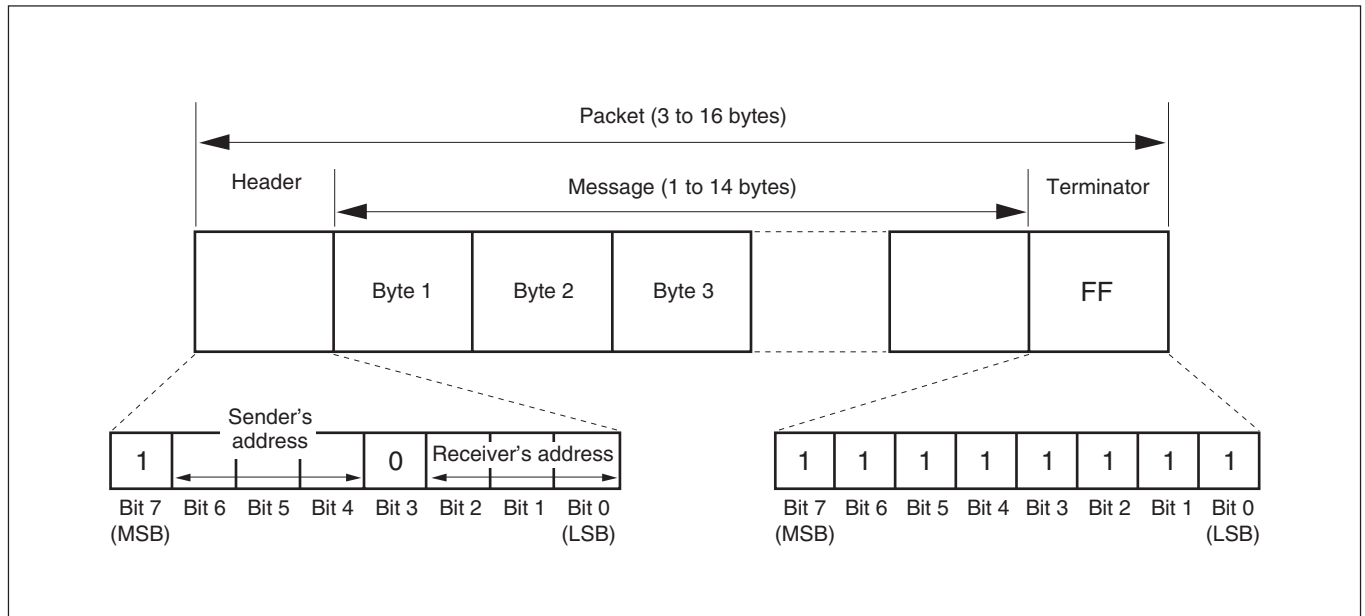 Packet (3 to 16 bytes)
Header
Message (1 to 14 bytes)
Terminator
Byte 1
Byte 2
Byte 3
FF
Sender's
address
1
0
Receiver's address
Bit 7
(MSB)
Bit 6
Bit 5
Bit 4
Bit 3
Bit 2
Bit 1
Bit 0
(LSB)
1 1 1 1 1 1 1 1
Bit 7
(MSB)
Bit 6
Bit 5
Bit 4
Bit 3
Bit 2
Bit 1
Bit 0
(LSB)